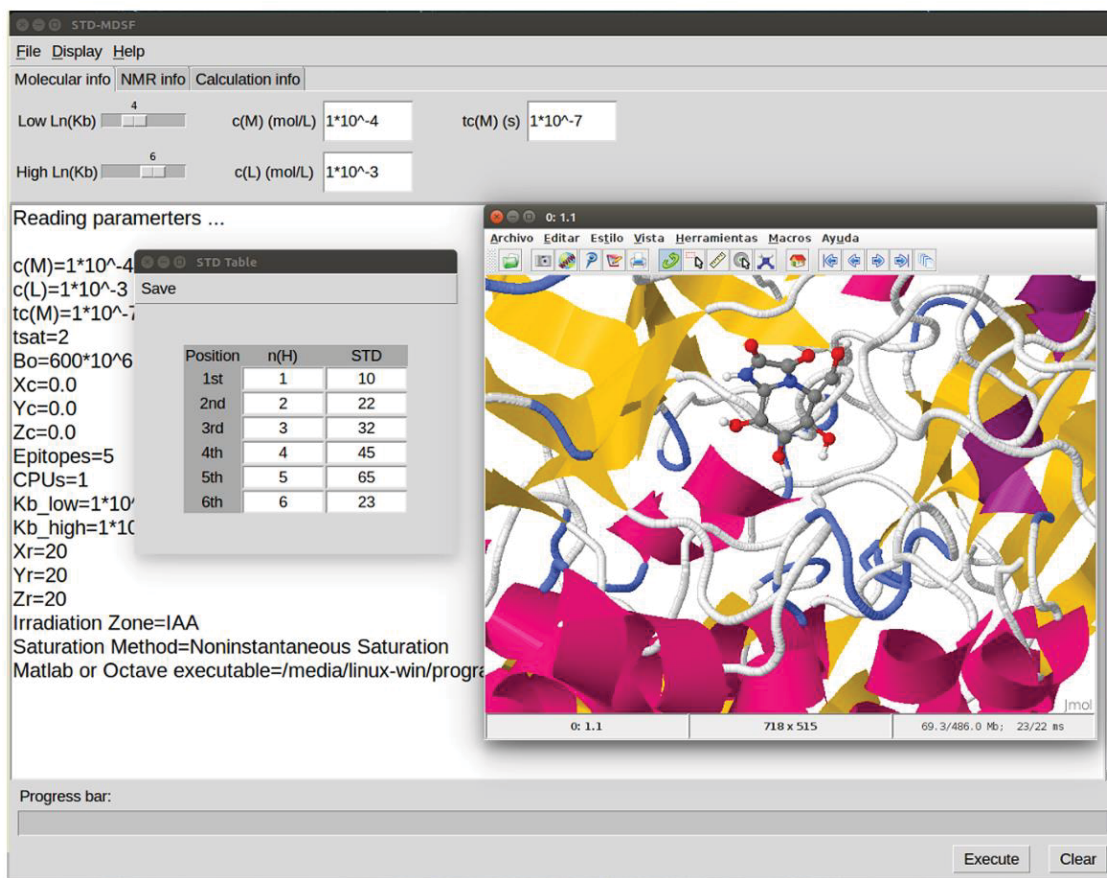 STD-MDSF
File Display Help
Molecular info NMR info Calculation info
4
Low Ln(Kb) c(M) (mol/L) 1*10^-4 tc(M) (s) 1*10^-7
6
High Ln(Kb) c(L) (mol/L) 1*10^-3
Reading paramerters ...
c(M)=1*10^-4
c(L)=1*10^-3
tc(M)=1*10^-7
tsat=2
Bo=600*10^6
Xc=0.0
Yc=0.0
Zc=0.0
Epitopes=5
CPUs=1
Kb_low=1*10^
Kb_high=1*10
Xr=20
Yr=20
Zr=20
Irradiation Zone=IAA
Saturation Method=Noninstantaneous Saturation
Matlab or Octave executable=/media/linux-win/progra
STD Table
Save
Position n(H) STD
1st 1 10
2nd 2 22
3rd 3 32
4th 4 45
5th 5 65
6th 6 23
0: 1.1
Archivo Editar Estilo Vista Herramientas Macros Ayuda
Jmol
0: 1.1 718 x 515 69.3/486.0 Mb; 23/22 ms
Progress bar:
Execute Clear